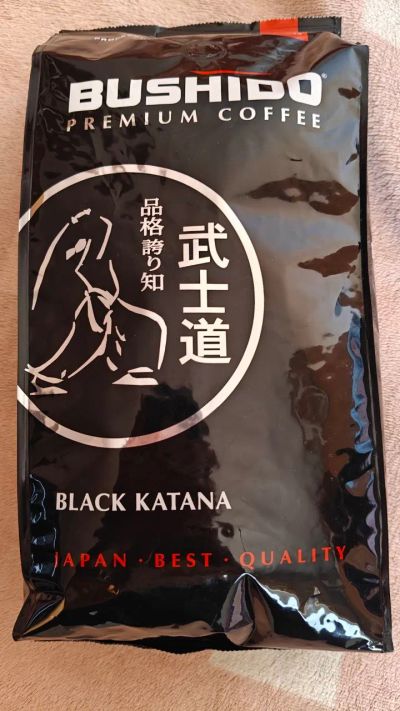 BUSHIDO®
PREMIUM COFFEE
武士道
品格誇り知
BLACK KATANA
JAPAN · BEST · QUALITY